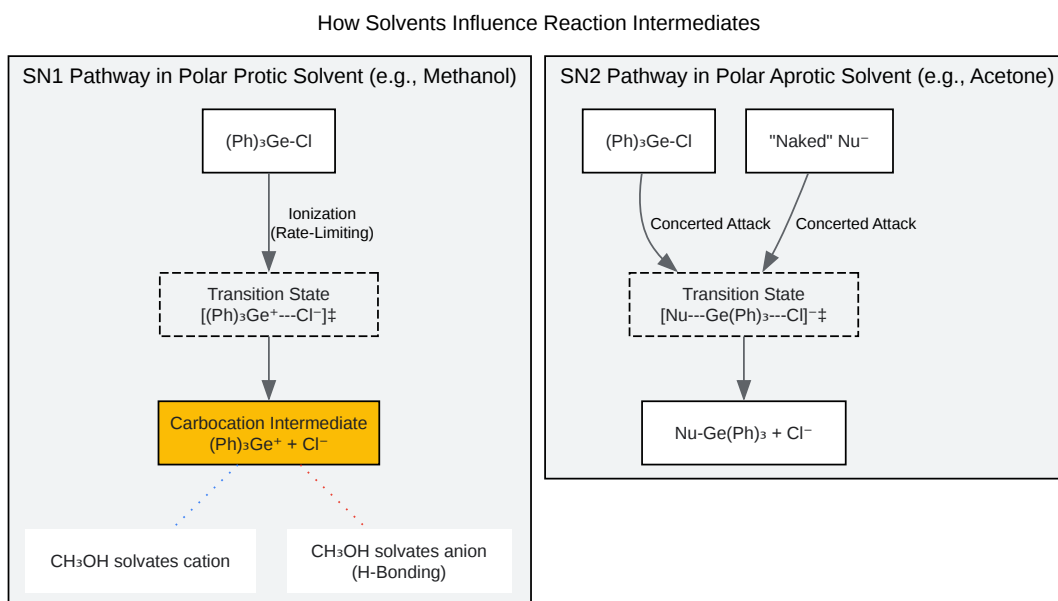 How Solvents Influence Reaction Intermediates
SN1 Pathway in Polar Protic Solvent (e.g., Methanol)
(Ph)₃Ge-Cl
Ionization
(Rate-Limiting)
Transition State
[(Ph)₃Ge⁺---Cl⁻]‡
Carbocation Intermediate
(Ph)₃Ge⁺ + Cl⁻
CH₃OH solvates cation
CH₃OH solvates anion
(H-Bonding)
SN2 Pathway in Polar Aprotic Solvent (e.g., Acetone)
(Ph)₃Ge-Cl
"Naked" Nu⁻
Concerted Attack
Concerted Attack
Transition State
[Nu---Ge(Ph)₃---Cl]⁻‡
Nu-Ge(Ph)₃ + Cl⁻